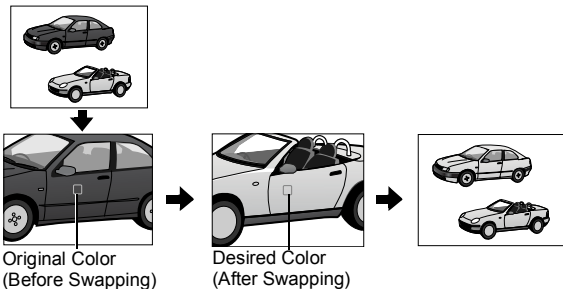 Original Color
(Before Swapping)
Desired Color
(After Swapping)